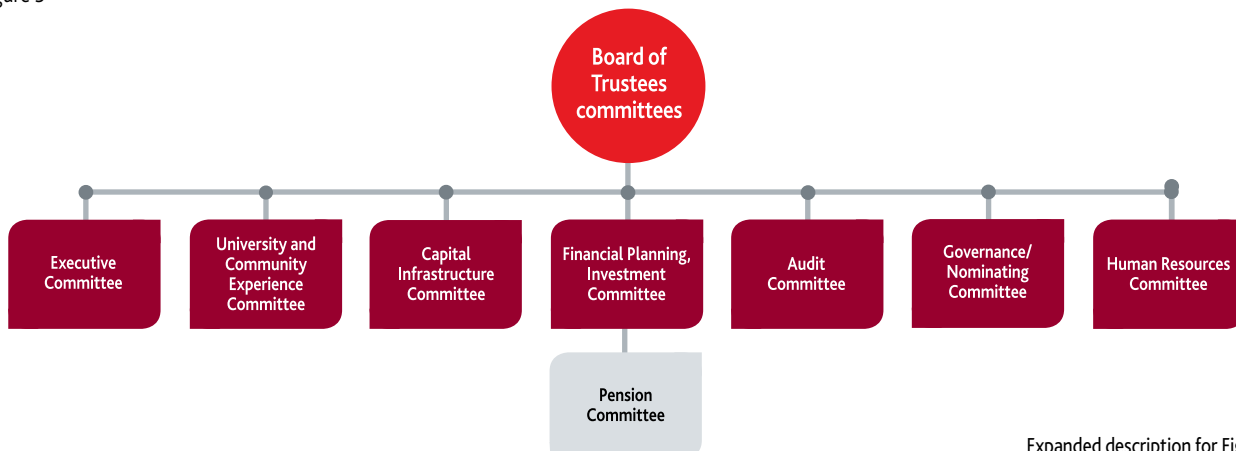 Board of
Trustees
committees
Executive
Committee
University and
Community
Experience
Committee
Capital
Infrastructure
Committee
Financial Planning,
Investment
Committee
Audit
Committee
Governance/
Nominating
Committee
Human Resources
Committee
Pension
Committee
Expanded description for